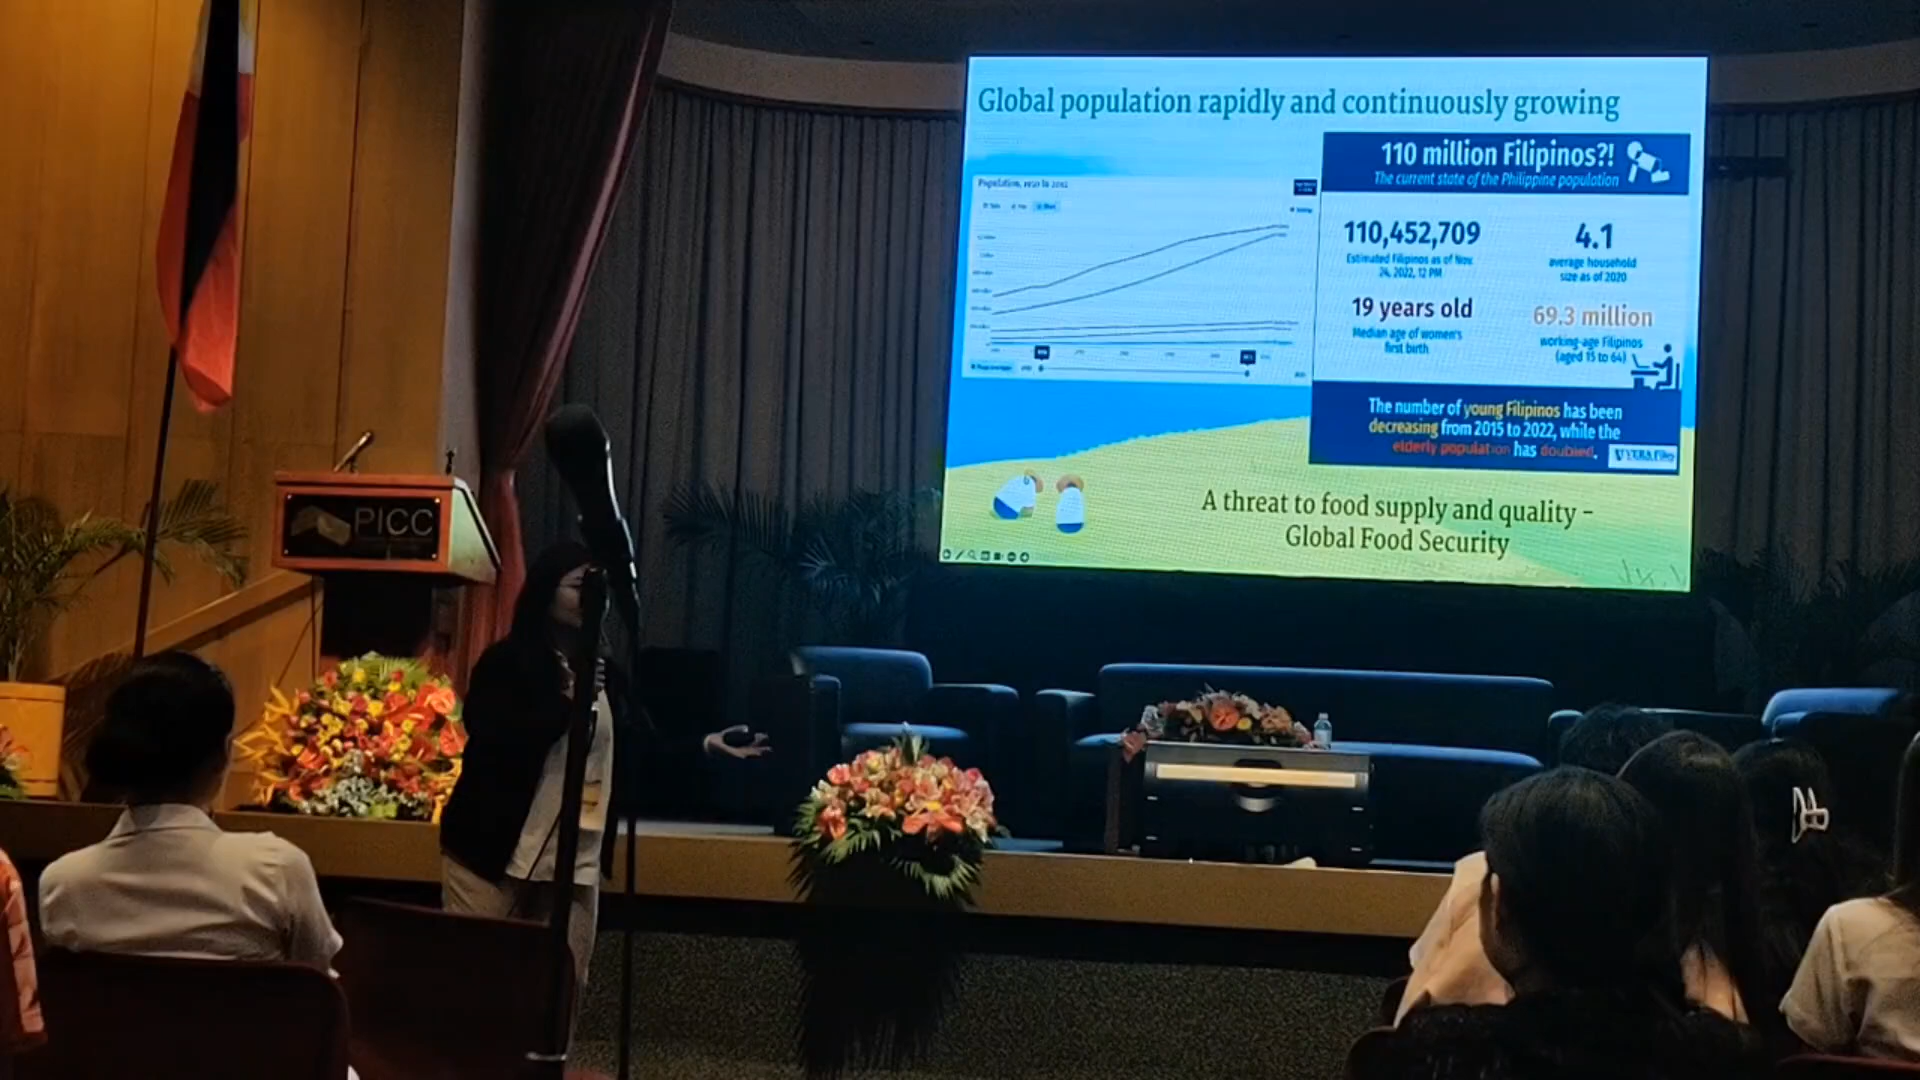 Global population rapidly and continuously growing
110 million Filipinos?!
The current state of the Philippine population
110,452,709
Estimated Filipinos as of Nov.
24, 2022, 12 PM
4.1
average household
size as of 2020
19 years old
Median age of women's
first birth
69.3 million
working-age Filipinos
(aged 15 to 64)
The number of young Filipinos has been
decreasing from 2015 to 2022, while the
elderly population has doubled.
VERA Files
A threat to food supply and quality –
Global Food Security
PICC